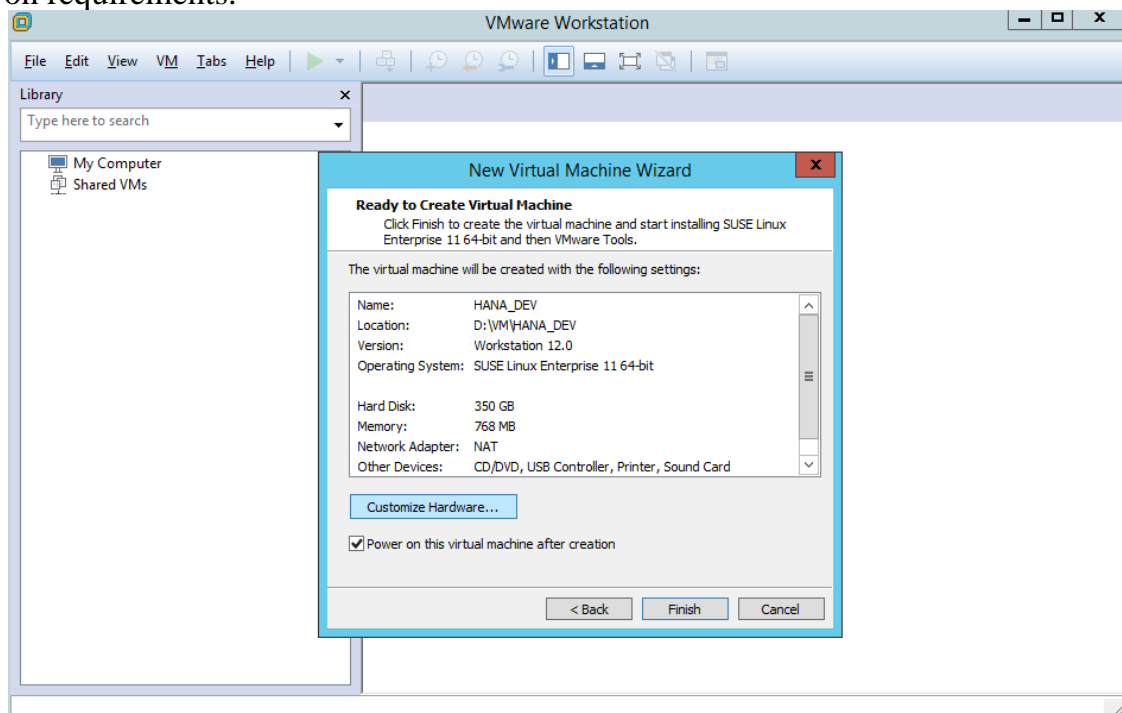 on requirements.
VMware Workstation
File Edit View VM Tabs Help
Library x
Type here to search
My Computer
Shared VMs
New Virtual Machine Wizard
Ready to Create Virtual Machine
Click Finish to create the virtual machine and start installing SUSE Linux
Enterprise 11 64-bit and then VMware Tools.
The virtual machine will be created with the following settings:
Name: HANA_DEV
Location: D:\VM\HANA_DEV
Version: Workstation 12.0
Operating System: SUSE Linux Enterprise 11 64-bit
Hard Disk: 350 GB
Memory: 768 MB
Network Adapter: NAT
Other Devices: CD/DVD, USB Controller, Printer, Sound Card
Customize Hardware...
Power on this virtual machine after creation
< Back Finish Cancel